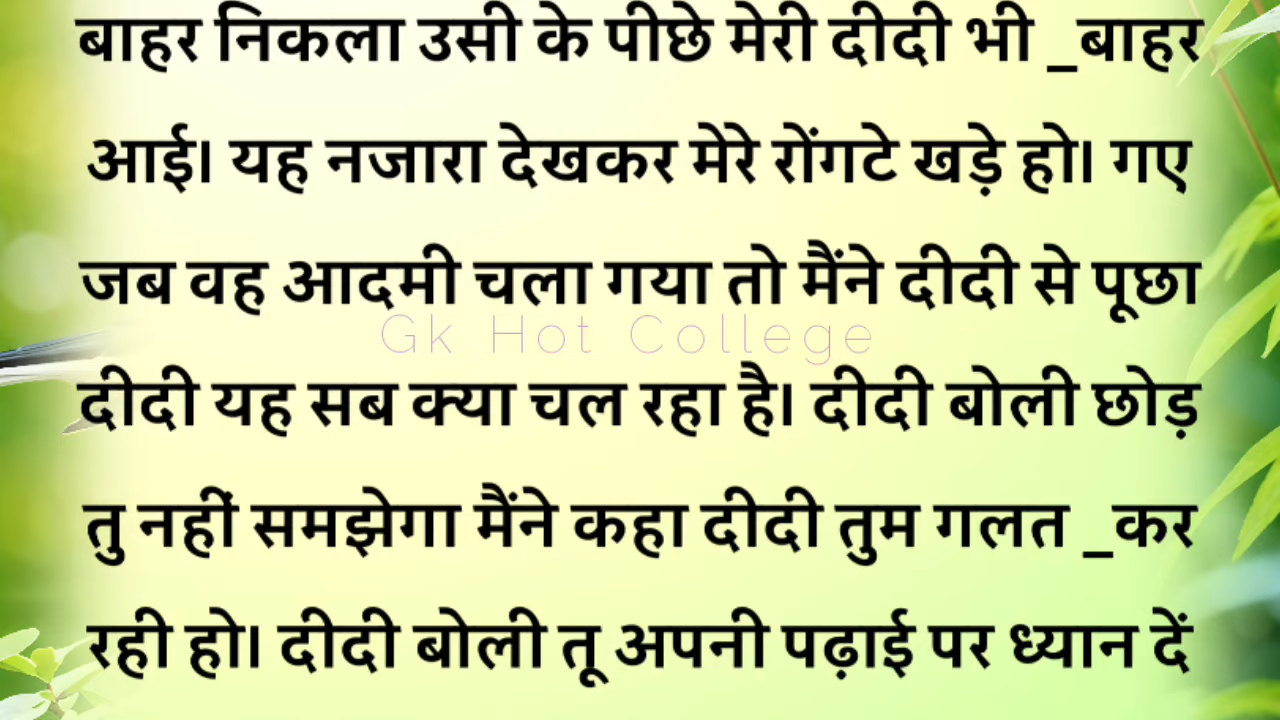 बाहर निकला उसी के पीछे मेरी दीदी भी _बाहर
आई। यह नजारा देखकर मेरे रोंगटे खड़े हो। गए
जब वह आदमी चला गया तो मैंने दीदी से पूछा
Gk Hot College
दीदी यह सब क्या चल रहा है। दीदी बोली छोड़
तु नहीं समझेगा मैंने कहा दीदी तुम गलत _कर
रही हो। दीदी बोली तू अपनी पढ़ाई पर ध्यान दें